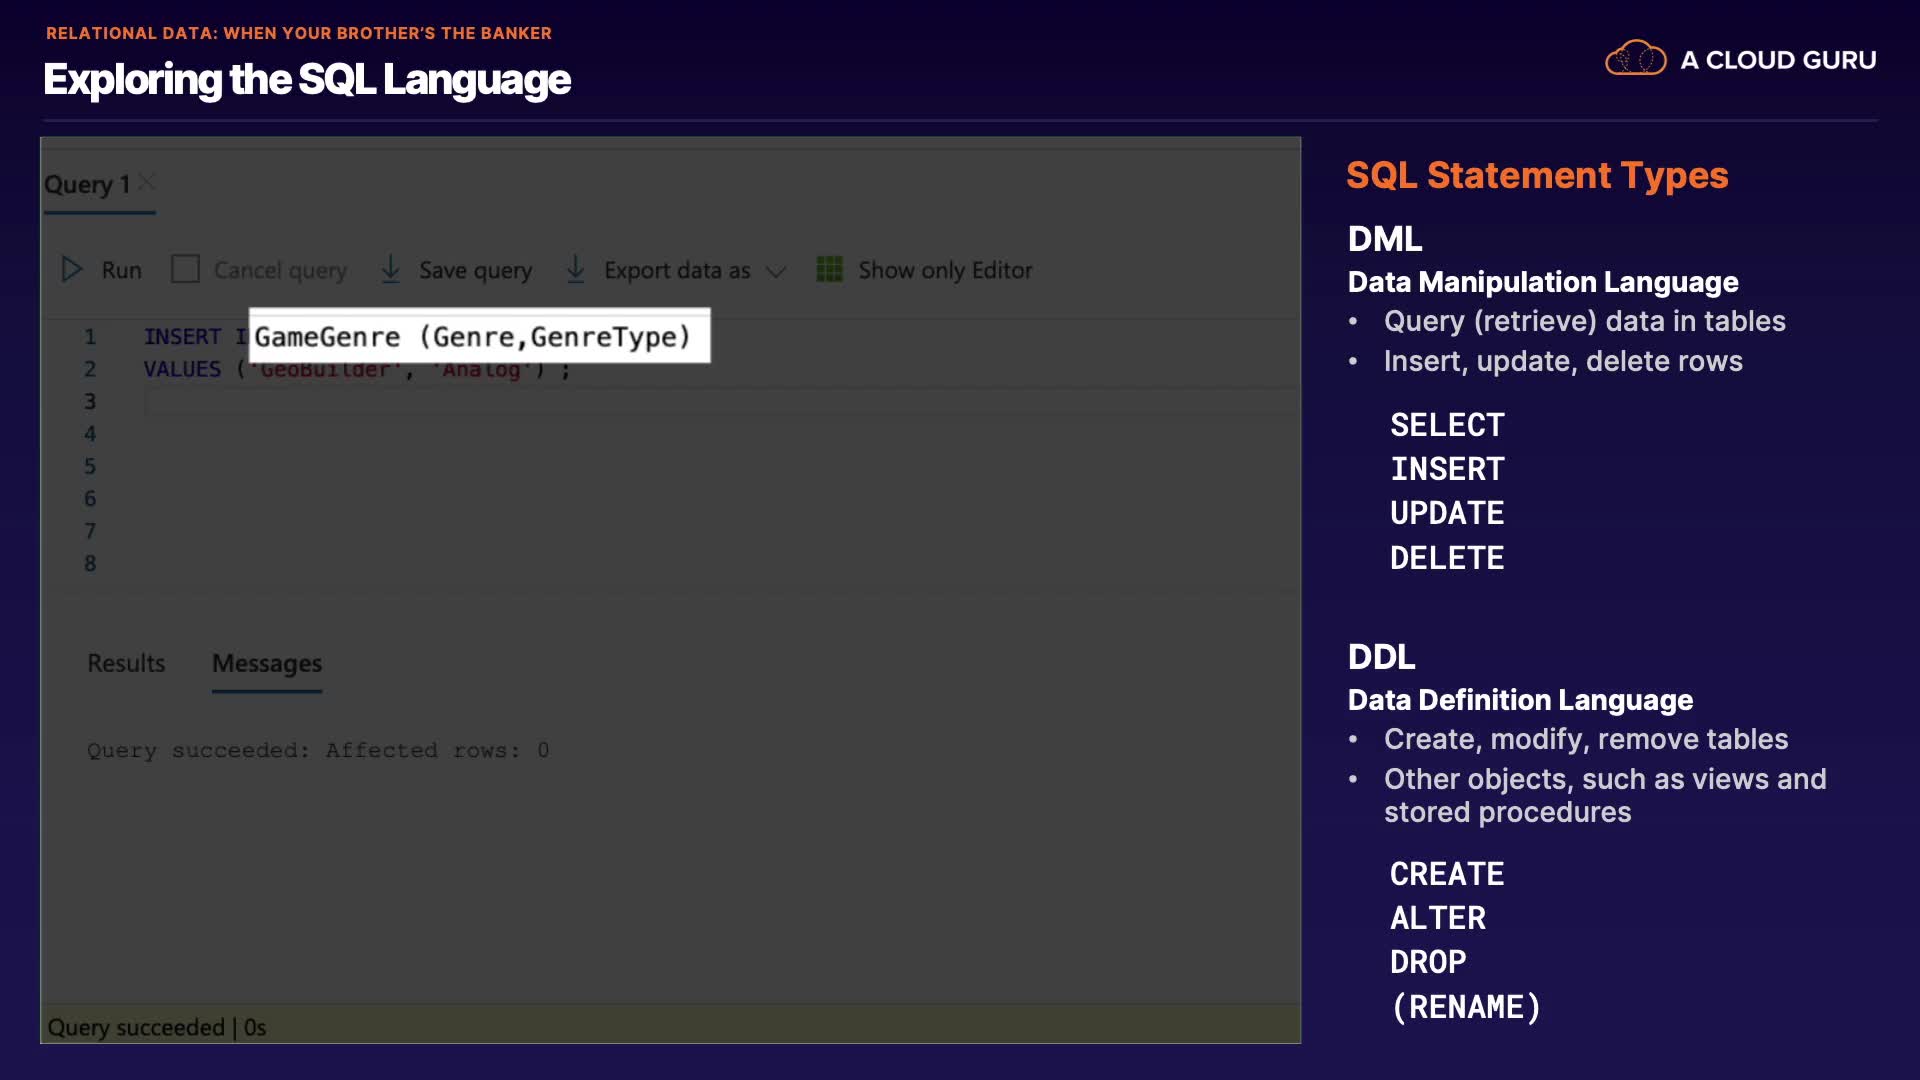 RELATIONAL DATA: WHEN YOUR BROTHER'S THE BANKER
Exploring the SQL Language
A CLOUD GURU
Query 1
Run Cancel query Save query Export data as Show only Editor
1 INSERT I GameGenre (Genre,GenreType)
2 VALUES ('GeoBuilder', 'Analog') ;
3
4
5
6
7
8
Results Messages
Query succeeded: Affected rows: 0
Query succeeded | 0s
SQL Statement Types
DML
Data Manipulation Language
• Query (retrieve) data in tables
• Insert, update, delete rows
SELECT
INSERT
UPDATE
DELETE
DDL
Data Definition Language
• Create, modify, remove tables
• Other objects, such as views and
stored procedures
CREATE
ALTER
DROP
(RENAME)